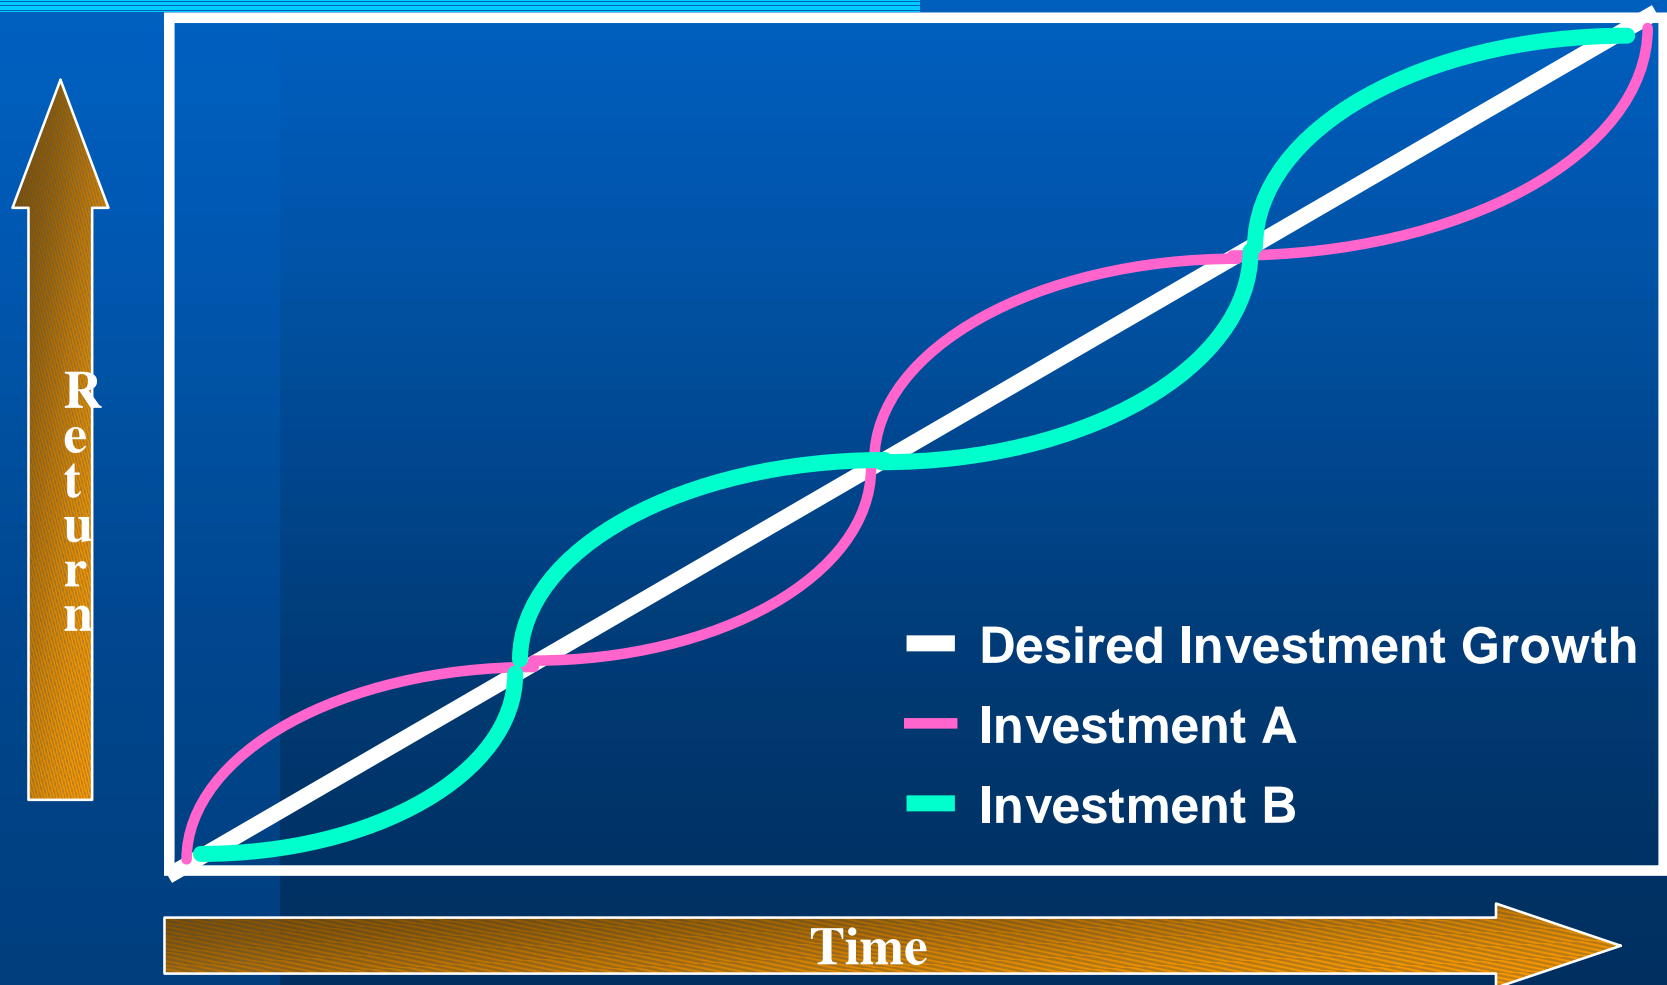 Return
Desired Investment Growth
Investment A
Investment B
Time